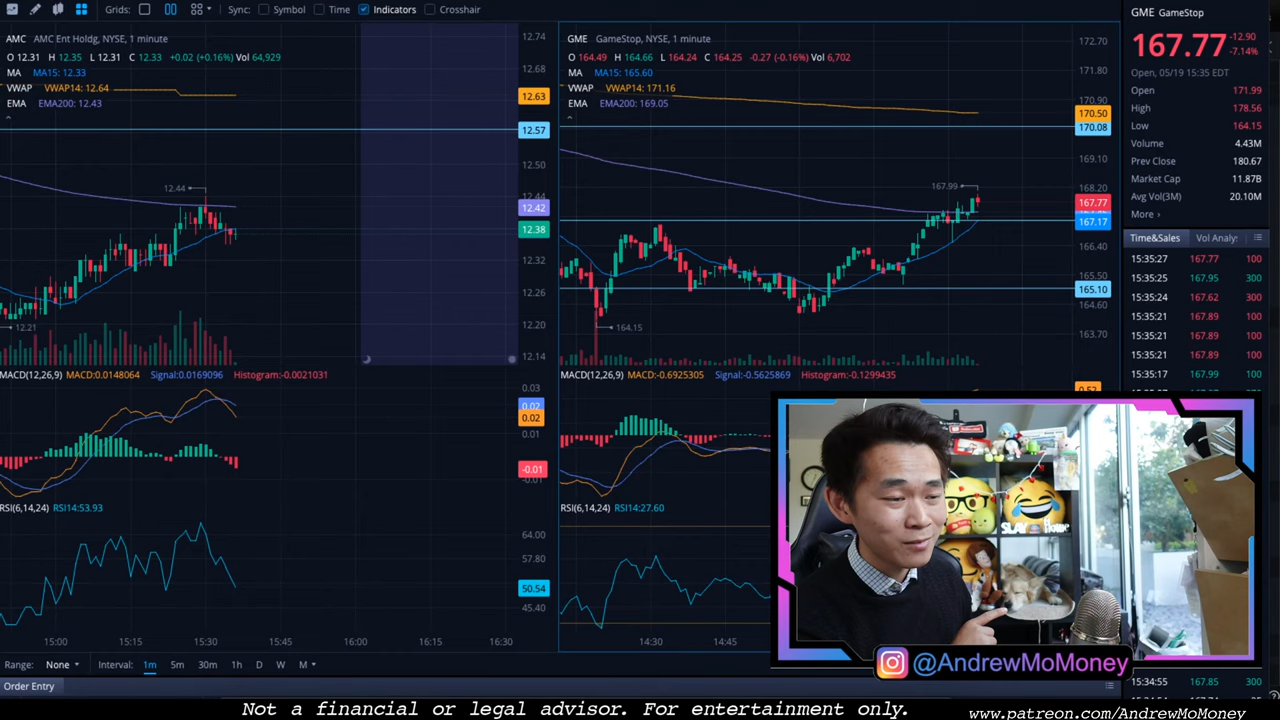 Grids:
Sync: Symbol Time Indicators Crosshair
AMC AMC Ent Holdg, NYSE, 1 minute
O 12.31 H 12.35 L 12.31 C 12.33 +0.02 (+0.16%) Vol 64,929
MA MA15: 12.33
VWAP VWAP14: 12.64
EMA EMA200: 12.43
12.44
12.21
12.74
12.68
12.63
12.57
12.50
12.44
12.42
12.38
12.32
12.26
12.20
12.14
MACD(12,26,9) MACD:0.0148064 Signal:0.0169096 Histogram:-0.0021031
0.03
0.02
0.02
0.01
-0.01
-0.01
RSI(6,14,24) RSI14:53.93
64.00
57.80
50.54
45.40
15:00 15:15 15:30 15:45 16:00 16:15 16:30
GME GameStop, NYSE, 1 minute
O 164.49 H 164.66 L 164.24 C 164.25 -0.27 (-0.16%) Vol 6,702
MA MA15: 165.60
VWAP VWAP14: 171.16
EMA EMA200: 169.05
167.99
164.15
172.70
171.80
170.90
170.50
170.08
169.10
168.20
167.77
167.17
166.40
165.50
165.10
164.60
163.70
MACD(12,26,9) MACD:-0.6925305 Signal:-0.5625869 Histogram:-0.1299435
0.52
RSI(6,14,24) RSI14:27.60
14:30 14:45
GME GameStop
167.77 -12.90
-7.14%
Open, 05/19 15:35 EDT
Open 171.99
High 178.56
Low 164.15
Volume 4.43M
Prev Close 180.67
Market Cap 11.87B
Avg Vol(3M) 20.10M
More ›
Time&Sales Vol Analy:
15:35:27 167.77 100
15:35:25 167.95 300
15:35:24 167.62 300
15:35:21 167.89 100
15:35:21 167.89 100
15:35:21 167.89 100
15:35:17 167.99 100
15:34:55 167.85 300
SLAY Home
@AndrewMoMoney
Range: None Interval: 1m 5m 30m 1h D W M
Order Entry
Not a financial or legal advisor. For entertainment only.
www.patreon.com/AndrewMoMoney